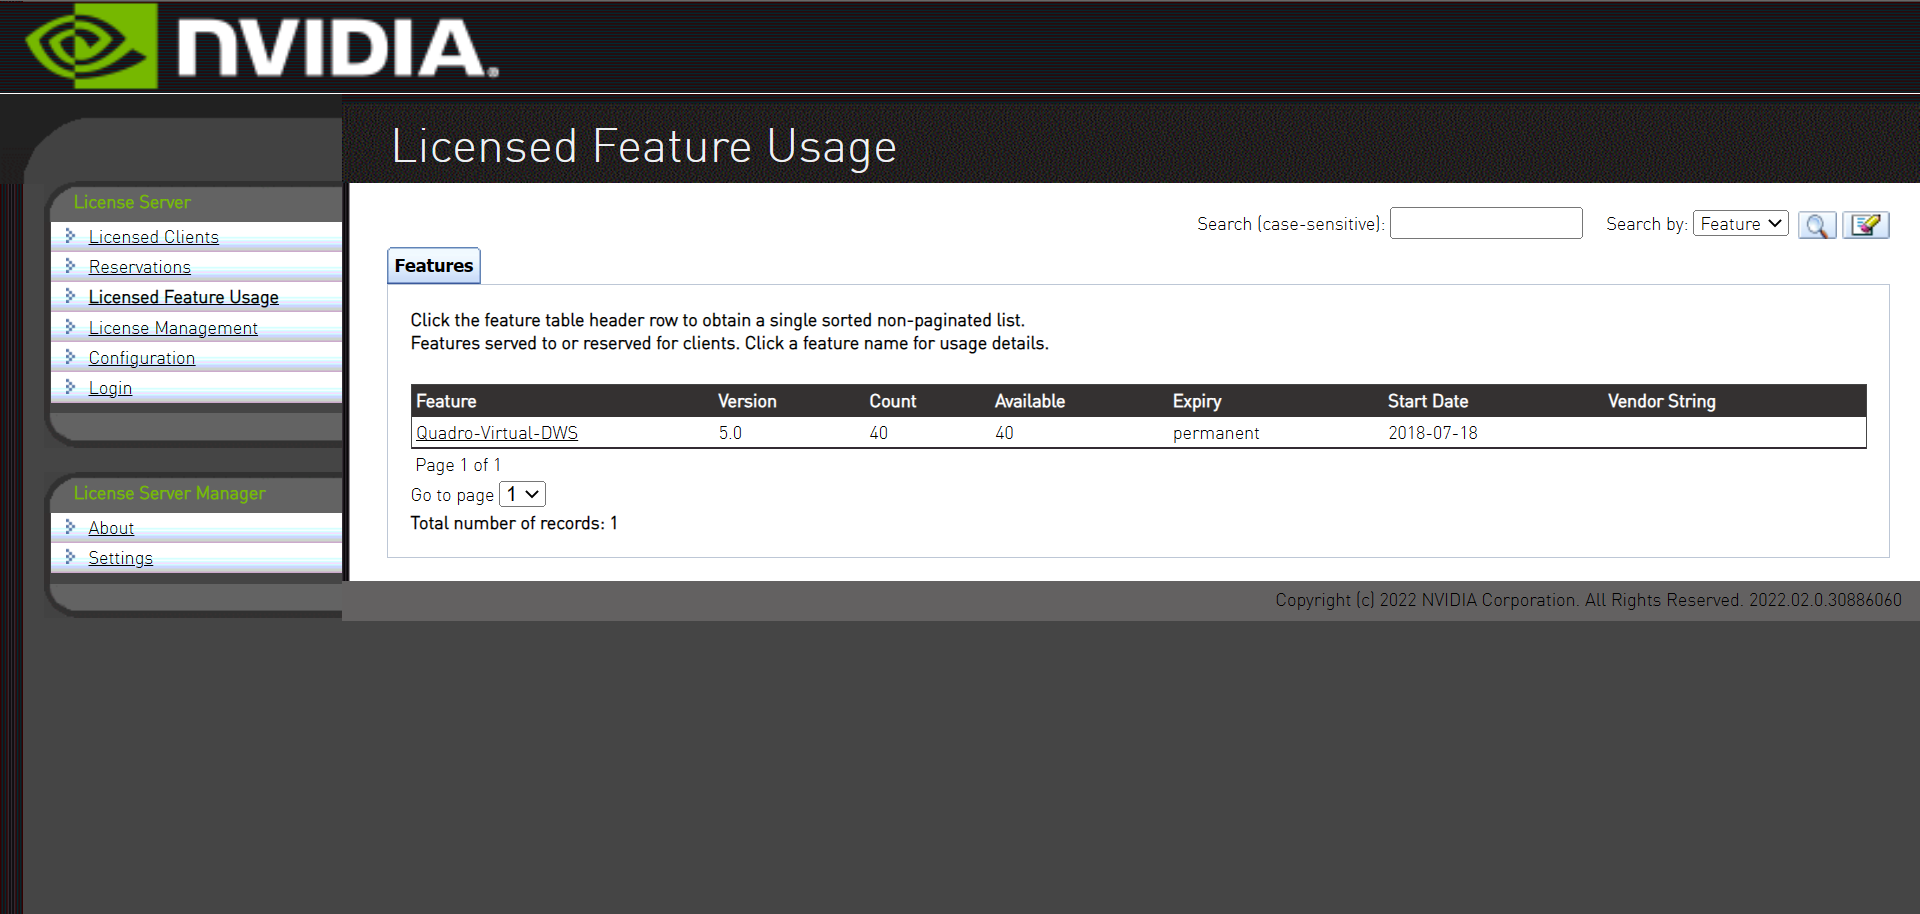 NVIDIA.
Licensed Feature Usage
License Server
Licensed Clients
Reservations
Licensed Feature Usage
License Management
Configuration
Login
License Server Manager
About
Settings
Search (case-sensitive): Search by: Feature
Features
Click the feature table header row to obtain a single sorted non-paginated list.
Features served to or reserved for clients. Click a feature name for usage details.
Feature Version Count Available Expiry Start Date Vendor String
Quadro-Virtual-DWS 5.0 40 40 permanent 2018-07-18
Page 1 of 1
Go to page 1
Total number of records: 1
Copyright (c) 2022 NVIDIA Corporation. All Rights Reserved. 2022.02.0.30886060